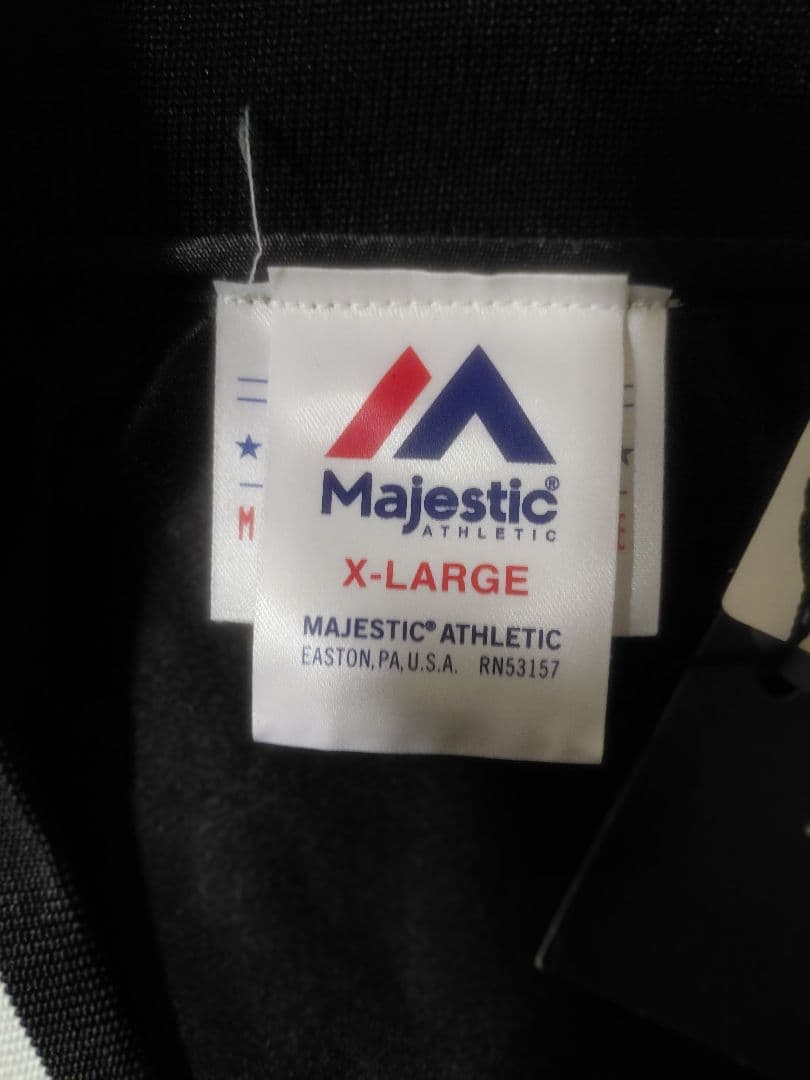 Majestic®
ATHLETIC
X-LARGE
MAJESTIC® ATHLETIC
EASTON, PA, U.S.A. RN53157
M
E